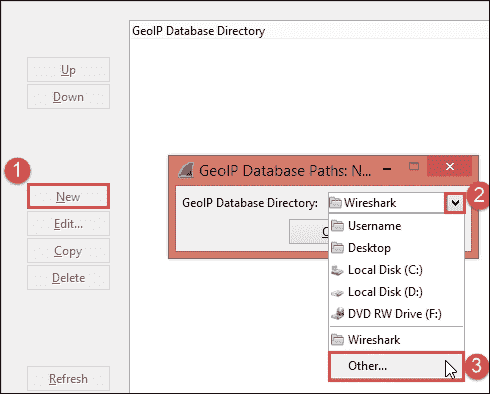 GeoIP Database Directory
Up
Down
1
New
Edit...
Copy
Delete
Refresh
GeoIP Database Paths: N...
GeoIP Database Directory:
Wireshark
2
Username
Desktop
Local Disk (C:)
Local Disk (D:)
DVD RW Drive (F:)
Wireshark
Other...
3